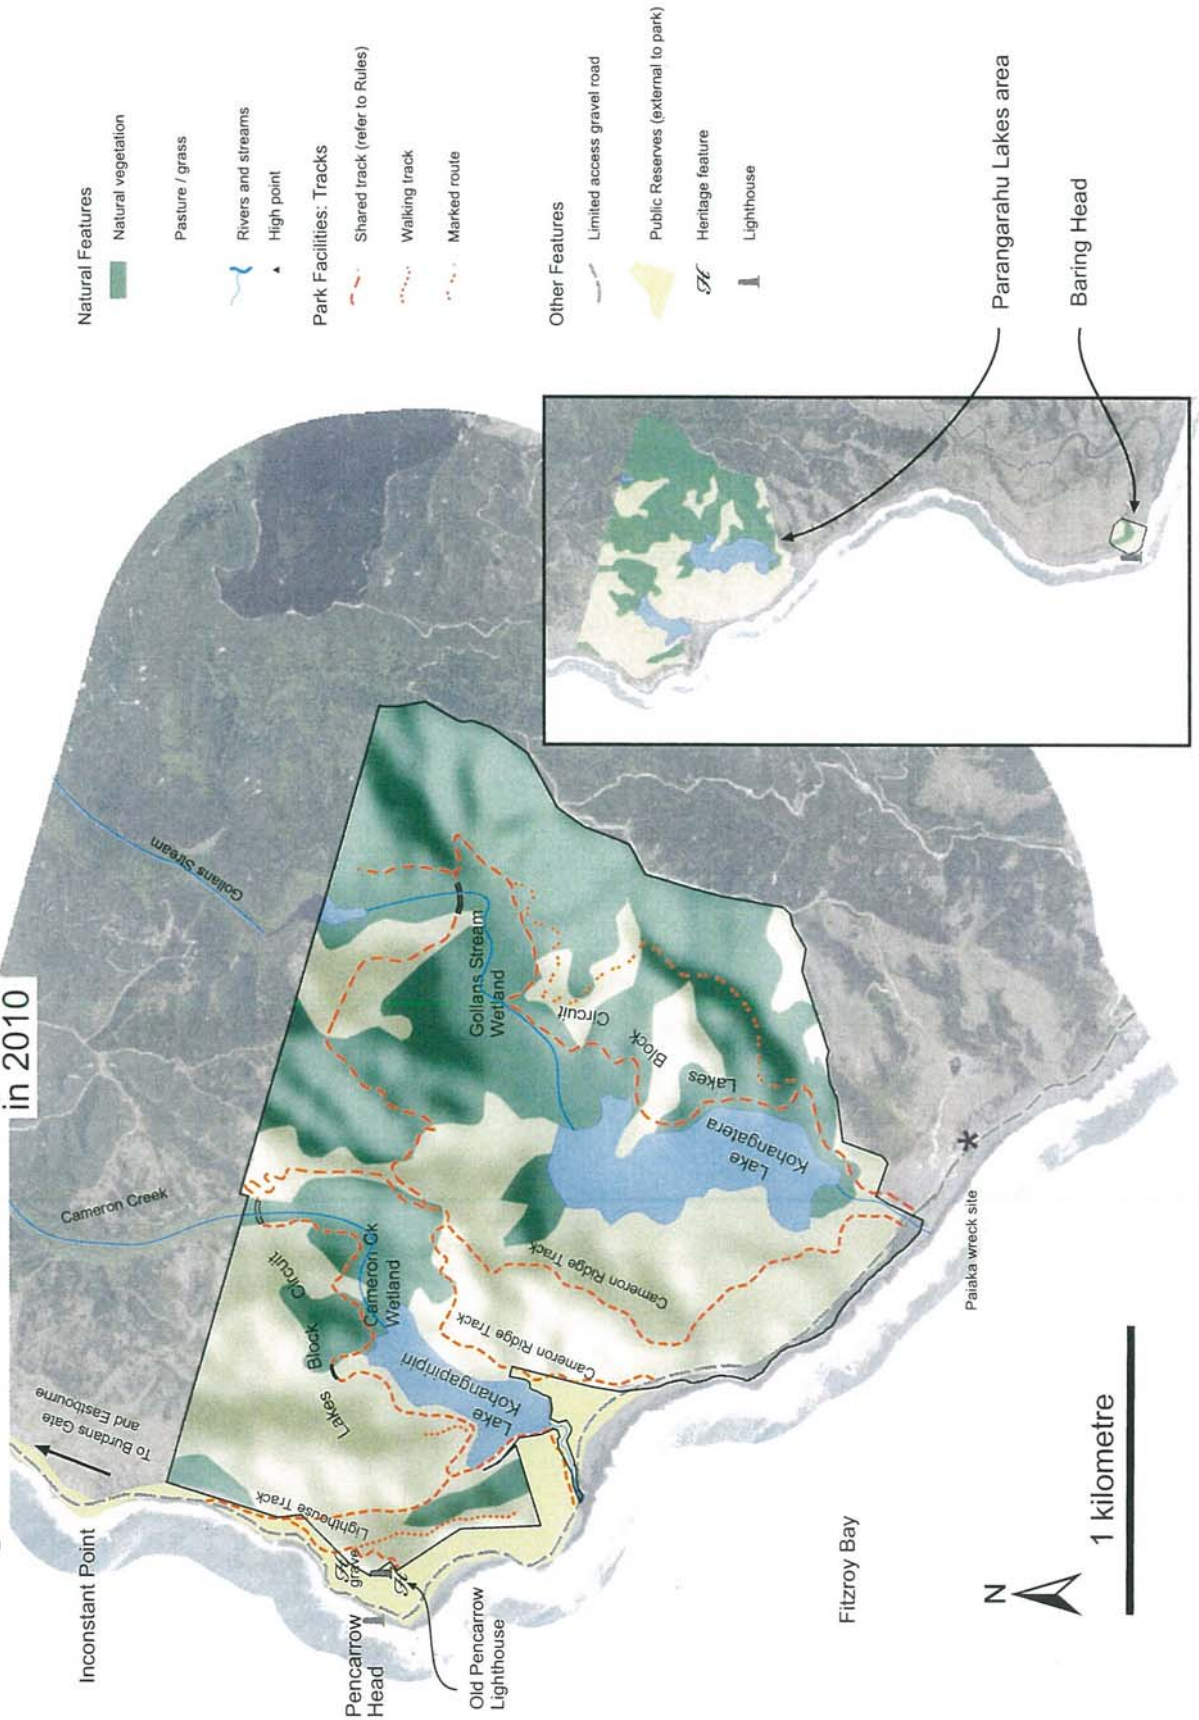 in 2010
Natural Features
Natural vegetation
Pasture / grass
Rivers and streams
High point
Park Facilities: Tracks
Shared track (refer to Rules)
Walking track
Marked route
Other Features
Limited access gravel road
Public Reserves (external to park)
Heritage feature
Lighthouse
Parangarahu Lakes area
Baring Head
Inconstant Point
To Burdans Gate
and Eastbourne
Cameron Creek
Gollans Stream
Lakes
Block
Circuit
Cameron Ck
Wetland
Gollans Stream
Wetland
Lakes
Block
Circuit
Lake
Kohangapiripiri
Lake
Kohangatera
Cameron Ridge Track
Cameron Ridge Track
Lighthouse Track
H
grave
H
Pencarrow
Head
Old Pencarrow
Lighthouse
Fitzroy Bay
Paiaka wreck site
*
N
1 kilometre